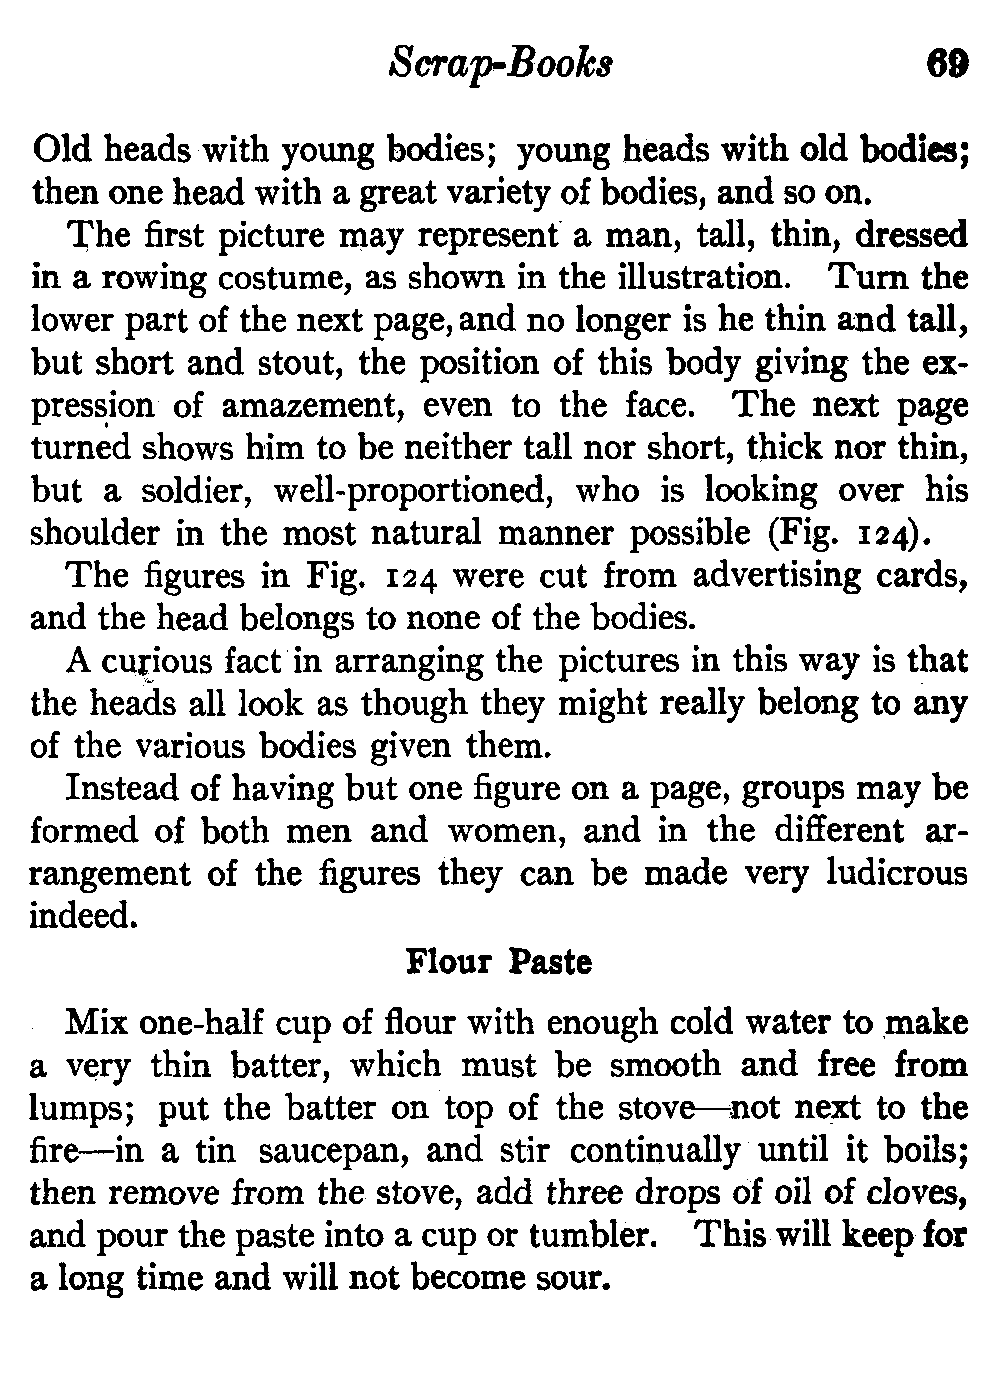 Scrap-Books 69
Old heads with young bodies; young heads with old bodies;
then one head with a great variety of bodies, and so on.
The first picture may represent a man, tall, thin, dressed
in a rowing costume, as shown in the illustration. Turn the
lower part of the next page, and no longer is he thin and tall,
but short and stout, the position of this body giving the ex-
pression of amazement, even to the face. The next page
turned shows him to be neither tall nor short, thick nor thin,
but a soldier, well-proportioned, who is looking over his
shoulder in the most natural manner possible (Fig. 124).
The figures in Fig. 124 were cut from advertising cards,
and the head belongs to none of the bodies.
A curious fact in arranging the pictures in this way is that
the heads all look as though they might really belong to any
of the various bodies given them.
Instead of having but one figure on a page, groups may be
formed of both men and women, and in the different ar-
rangement of the figures they can be made very ludicrous
indeed.
Flour Paste
Mix one-half cup of flour with enough cold water to make
a very thin batter, which must be smooth and free from
lumps; put the batter on top of the stove—not next to the
fire—in a tin saucepan, and stir continually until it boils;
then remove from the stove, add three drops of oil of cloves,
and pour the paste into a cup or tumbler. This will keep for
a long time and will not become sour.